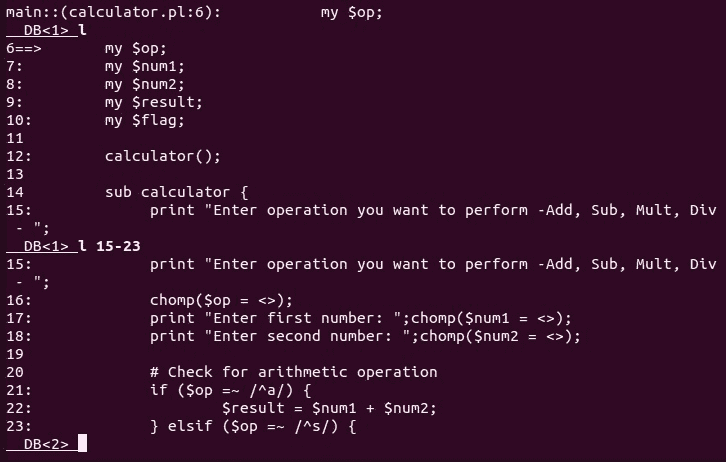 main::(calculator.pl:6):           my $op;
  DB<1> l
6==>       my $op;
7:         my $num1;
8:         my $num2;
9:         my $result;
10:        my $flag;
11
12:        calculator();
13
14         sub calculator {
15:             print "Enter operation you want to perform -Add, Sub, Mult, Div
 - ";
  DB<1> l 15-23
15:             print "Enter operation you want to perform -Add, Sub, Mult, Div
 - ";
16:             chomp($op = <>);
17:             print "Enter first number: ";chomp($num1 = <>);
18:             print "Enter second number: ";chomp($num2 = <>);
19
20              # Check for arithmetic operation
21:             if ($op =~ /^a/) {
22:                     $result = $num1 + $num2;
23:             } elsif ($op =~ /^s/) {
  DB<2>